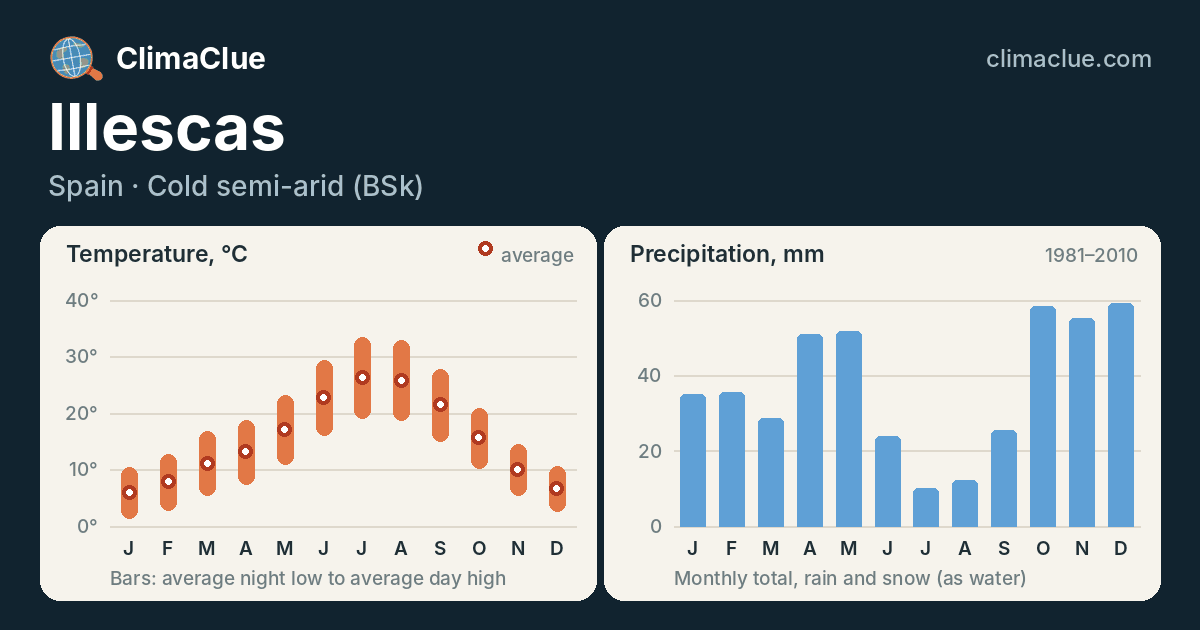 ClimaClue
climaclue.com
Illescas
Spain · Cold semi-arid (BSk)
Temperature, °C
average
40°
30°
20°
10°
0°
J F M A M J J A S O N D
Bars: average night low to average day high
Precipitation, mm
1981–2010
60
40
20
0
J F M A M J J A S O N D
Monthly total, rain and snow (as water)